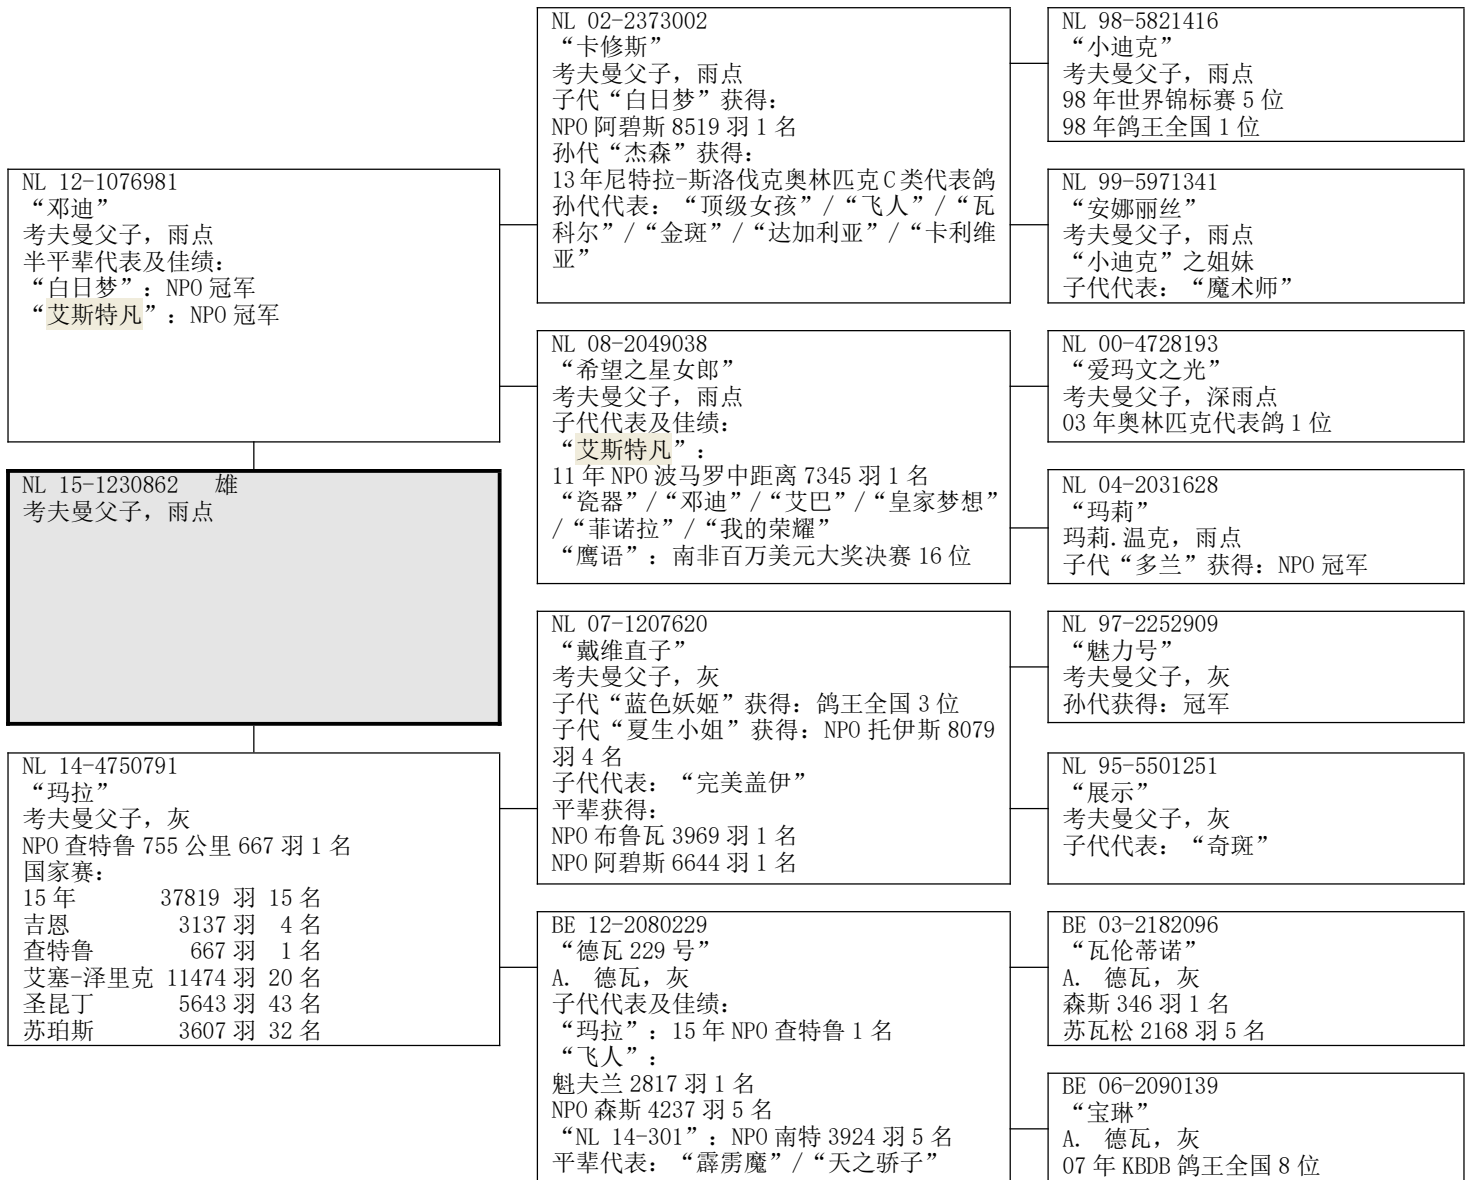 NL 12-1076981
“邓迪”
考夫曼父子，雨点
半平辈代表及佳绩：
“白日梦”：NPO 冠军
“艾斯特凡”：NPO 冠军
NL 15-1230862 雄
考夫曼父子，雨点
NL 14-4750791
“玛拉”
考夫曼父子，灰
NPO 查特鲁 755 公里 667 羽 1 名
国家赛：
15 年 37819 羽 15 名
吉恩 3137 羽 4 名
查特鲁 667 羽 1 名
艾塞-泽里克 11474 羽 20 名
圣昆丁 5643 羽 43 名
苏珀斯 3607 羽 32 名
NL 02-2373002
“卡修斯”
考夫曼父子，雨点
子代“白日梦”获得：
NPO 阿碧斯 8519 羽 1 名
孙代“杰森”获得：
13 年尼特拉-斯洛伐克奥林匹克 C 类代表鸽
孙代代表：“顶级女孩”/“飞人”/“瓦
科尔”/“金斑”/“达加利亚”/“卡利维
亚”
NL 08-2049038
“希望之星女郎”
考夫曼父子，雨点
子代代表及佳绩：
“艾斯特凡”：
11 年 NPO 波马罗中距离 7345 羽 1 名
“瓷器”/“邓迪”/“艾巴”/“皇家梦想”
/“菲诺拉”/“我的荣耀”
“鹰语”：南非百万美元大奖决赛 16 位
NL 07-1207620
“戴维直子”
考夫曼父子，灰
子代“蓝色妖姬”获得：鸽王全国 3 位
子代“夏生小姐”获得：NPO 托伊斯 8079
羽 4 名
子代代表：“完美盖伊”
平辈获得：
NPO 布鲁瓦 3969 羽 1 名
NPO 阿碧斯 6644 羽 1 名
BE 12-2080229
“德瓦 229 号”
A. 德瓦，灰
子代代表及佳绩：
“玛拉”：15 年 NPO 查特鲁 1 名
“飞人”：
魁夫兰 2817 羽 1 名
NPO 森斯 4237 羽 5 名
“NL 14-301”：NPO 南特 3924 羽 5 名
平辈代表：“霹雳魔”/“天之骄子”
NL 98-5821416
“小迪克”
考夫曼父子，雨点
98 年世界锦标赛 5 位
98 年鸽王全国 1 位
NL 99-5971341
“安娜丽丝”
考夫曼父子，雨点
“小迪克”之姐妹
子代代表：“魔术师”
NL 00-4728193
“爱玛文之光”
考夫曼父子，深雨点
03 年奥林匹克代表鸽 1 位
NL 04-2031628
“玛莉”
玛莉.温克，雨点
子代“多兰”获得：NPO 冠军
NL 97-2252909
“魅力号”
考夫曼父子，灰
孙代获得：冠军
NL 95-5501251
“展示”
考夫曼父子，灰
子代代表：“奇斑”
BE 03-2182096
“瓦伦蒂诺”
A. 德瓦，灰
森斯 346 羽 1 名
苏瓦松 2168 羽 5 名
BE 06-2090139
“宝琳”
A. 德瓦，灰
07 年 KBDB 鸽王全国 8 位